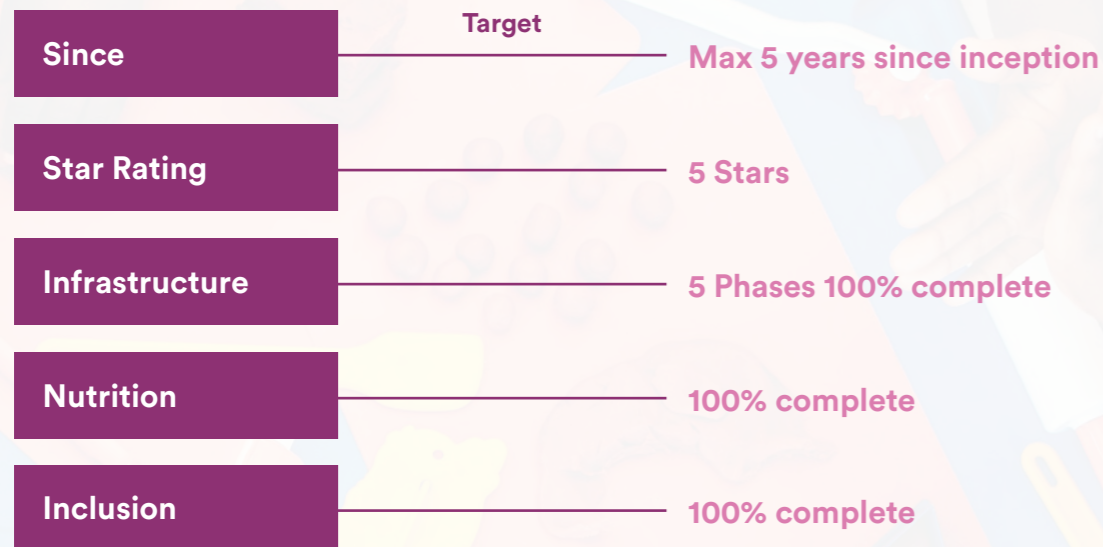 Target
Since
Max 5 years since inception
Star Rating
5 Stars
Infrastructure
5 Phases 100% complete
Nutrition
100% complete
Inclusion
100% complete